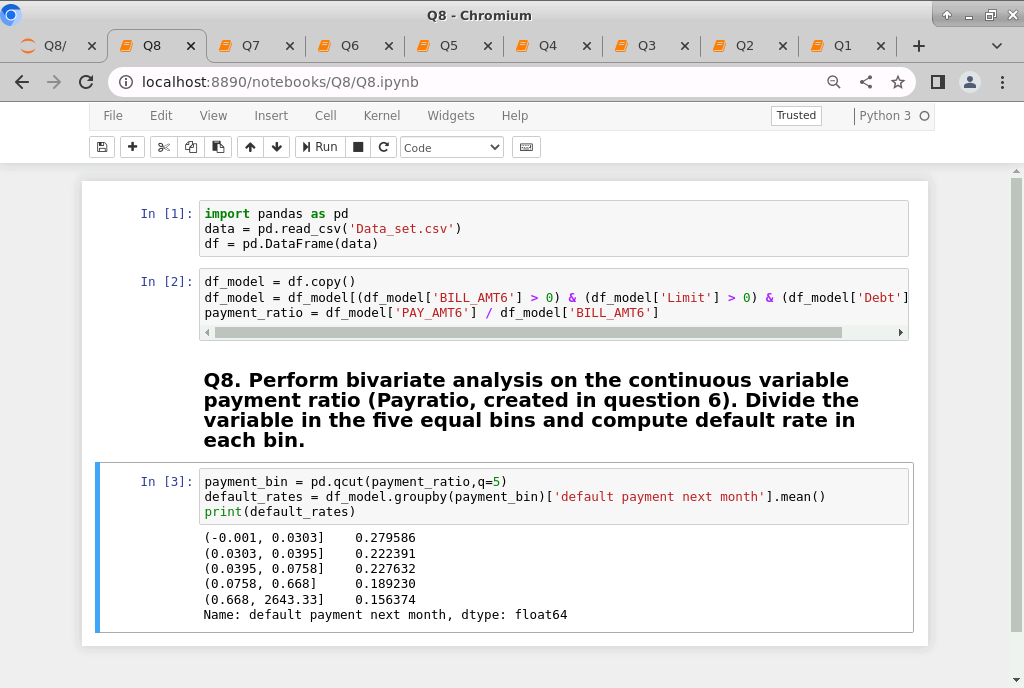 Q8 - Chromium
Q8/ Q8 Q7 Q6 Q5 Q4 Q3 Q2 Q1
localhost:8890/notebooks/Q8/Q8.ipynb
File Edit View Insert Cell Kernel Widgets Help Trusted Python 3
Run Code
In [1]: import pandas as pd
data = pd.read_csv('Data_set.csv')
df = pd.DataFrame(data)
In [2]: df_model = df.copy()
df_model = df_model[(df_model['BILL_AMT6'] > 0) & (df_model['Limit'] > 0) & (df_model['Debt']
payment_ratio = df_model['PAY_AMT6'] / df_model['BILL_AMT6']
Q8. Perform bivariate analysis on the continuous variable
payment ratio (Payratio, created in question 6). Divide the
variable in the five equal bins and compute default rate in
each bin.
In [3]: payment_bin = pd.qcut(payment_ratio,q=5)
default_rates = df_model.groupby(payment_bin)['default payment next month'].mean()
print(default_rates)
(-0.001, 0.0303]    0.279586
(0.0303, 0.0395]    0.222391
(0.0395, 0.0758]    0.227632
(0.0758, 0.668]     0.189230
(0.668, 2643.33]    0.156374
Name: default payment next month, dtype: float64